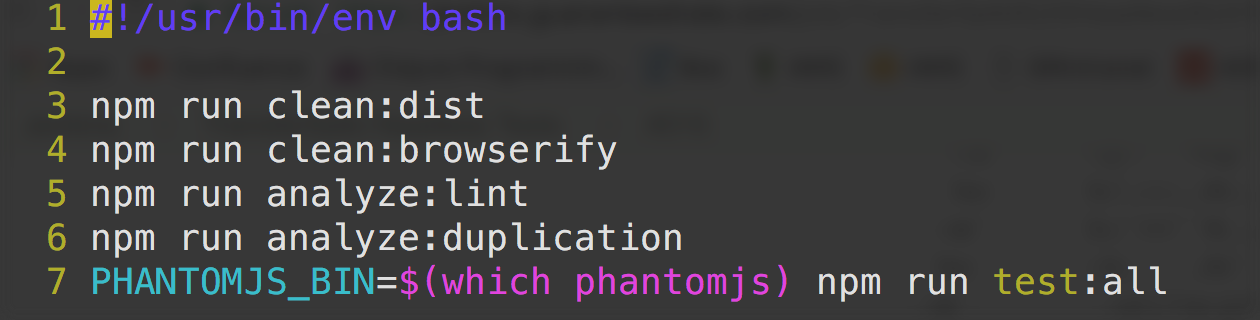 1 #!/usr/bin/env bash
2
3 npm run clean:dist
4 npm run clean:browserify
5 npm run analyze:lint
6 npm run analyze:duplication
7 PHANTOMJS_BIN=$(which phantomjs) npm run test:all